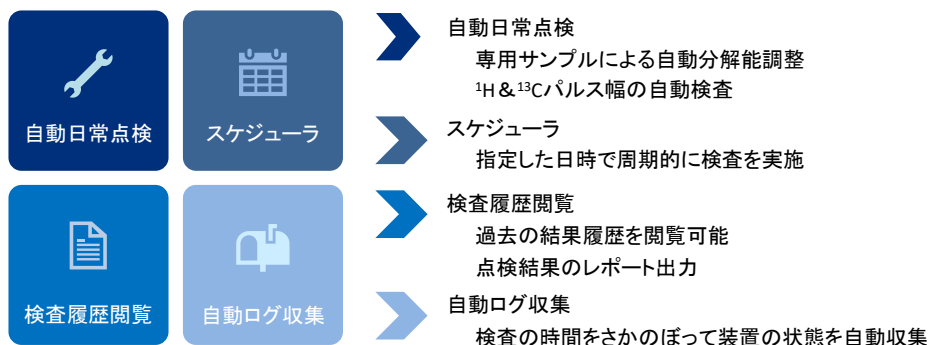 自動日常点検
スケジューラ
検査履歴閲覧
自動ログ収集
自動日常点検
専用サンプルによる自動分解能調整
¹H＆¹³Cパルス幅の自動検査
スケジューラ
指定した日時で周期的に検査を実施
検査履歴閲覧
過去の結果履歴を閲覧可能
点検結果のレポート出力
自動ログ収集
検査の時間をさかのぼって装置の状態を自動収集